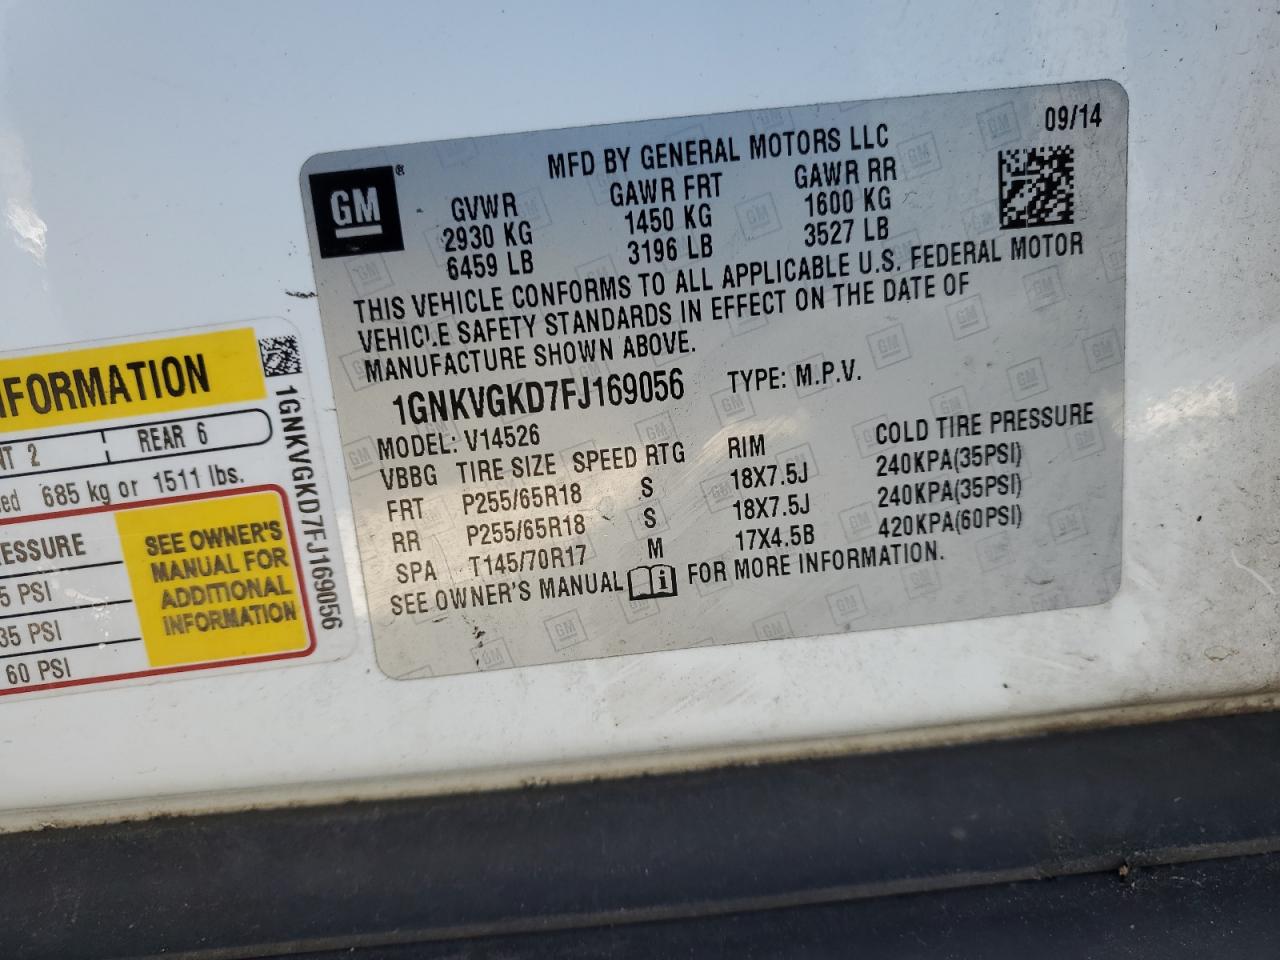 09/14
MFD BY GENERAL MOTORS LLC
GM®
GVWR GAWR FRT GAWR RR
2930 KG 1450 KG 1600 KG
6459 LB 3196 LB 3527 LB
THIS VEHICLE CONFORMS TO ALL APPLICABLE U.S. FEDERAL MOTOR
VEHICLE SAFETY STANDARDS IN EFFECT ON THE DATE OF
MANUFACTURE SHOWN ABOVE.
1GNKVGKD7FJ169056 TYPE: M.P.V.
MODEL: V14526
VBBG TIRE SIZE SPEED RTG RIM COLD TIRE PRESSURE
FRT P255/65R18 S 18X7.5J 240KPA(35PSI)
RR P255/65R18 S 18X7.5J 240KPA(35PSI)
SPA T145/70R17 M 17X4.5B 420KPA(60PSI)
SEE OWNER'S MANUAL FOR MORE INFORMATION.
NFORMATION
NT 2 REAR 6
ed 685 kg or 1511 lbs.
ESSURE
5 PSI
35 PSI
60 PSI
SEE OWNER'S
MANUAL FOR
ADDITIONAL
INFORMATION
1GNKVGKD7FJ169056